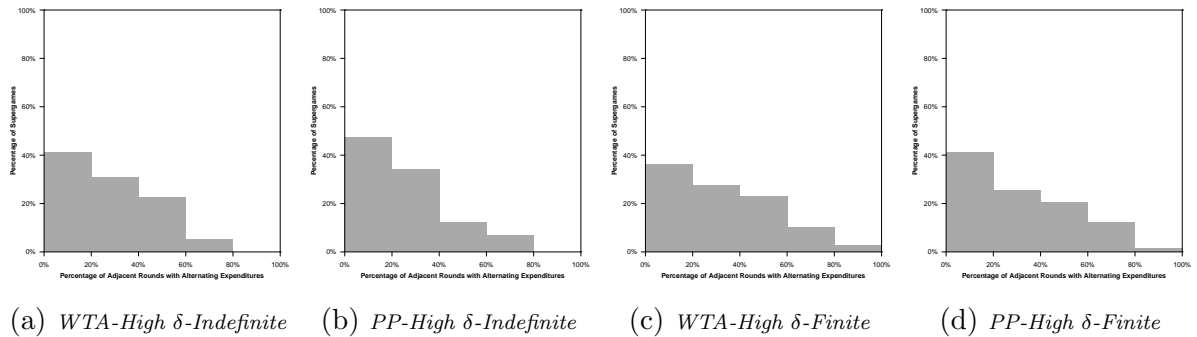 100%
80%
60%
40%
20%
0%
Percentage of Supergames
0% 20% 40% 60% 80% 100%
Percentage of Adjacent Rounds with Alternating Expenditures
(a) WTA-High δ-Indefinite
100%
80%
60%
40%
20%
0%
Percentage of Supergames
0% 20% 40% 60% 80% 100%
Percentage of Adjacent Rounds with Alternating Expenditures
(b) PP-High δ-Indefinite
100%
80%
60%
40%
20%
0%
Percentage of Supergames
0% 20% 40% 60% 80% 100%
Percentage of Adjacent Rounds with Alternating Expenditures
(c) WTA-High δ-Finite
100%
80%
60%
40%
20%
0%
Percentage of Supergames
0% 20% 40% 60% 80% 100%
Percentage of Adjacent Rounds with Alternating Expenditures
(d) PP-High δ-Finite